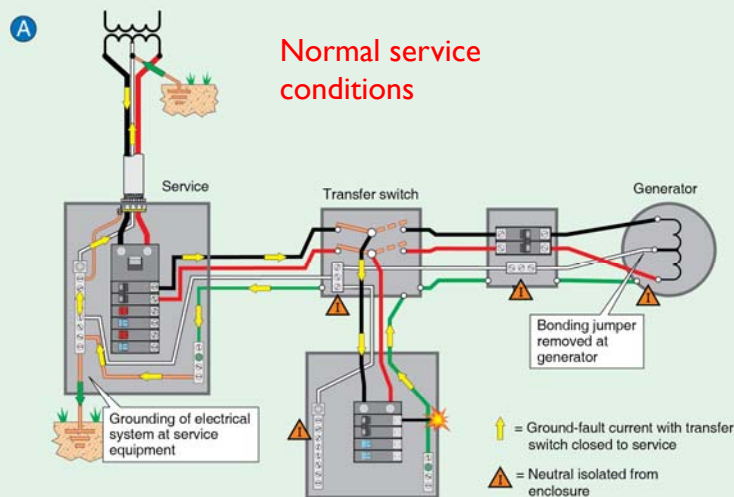 A
Normal service
conditions
Service
Transfer switch
Generator
Bonding jumper
removed at
generator
Grounding of electrical
system at service
equipment
= Ground-fault current with transfer
switch closed to service
I = Neutral isolated from
enclosure
I
I
I
I